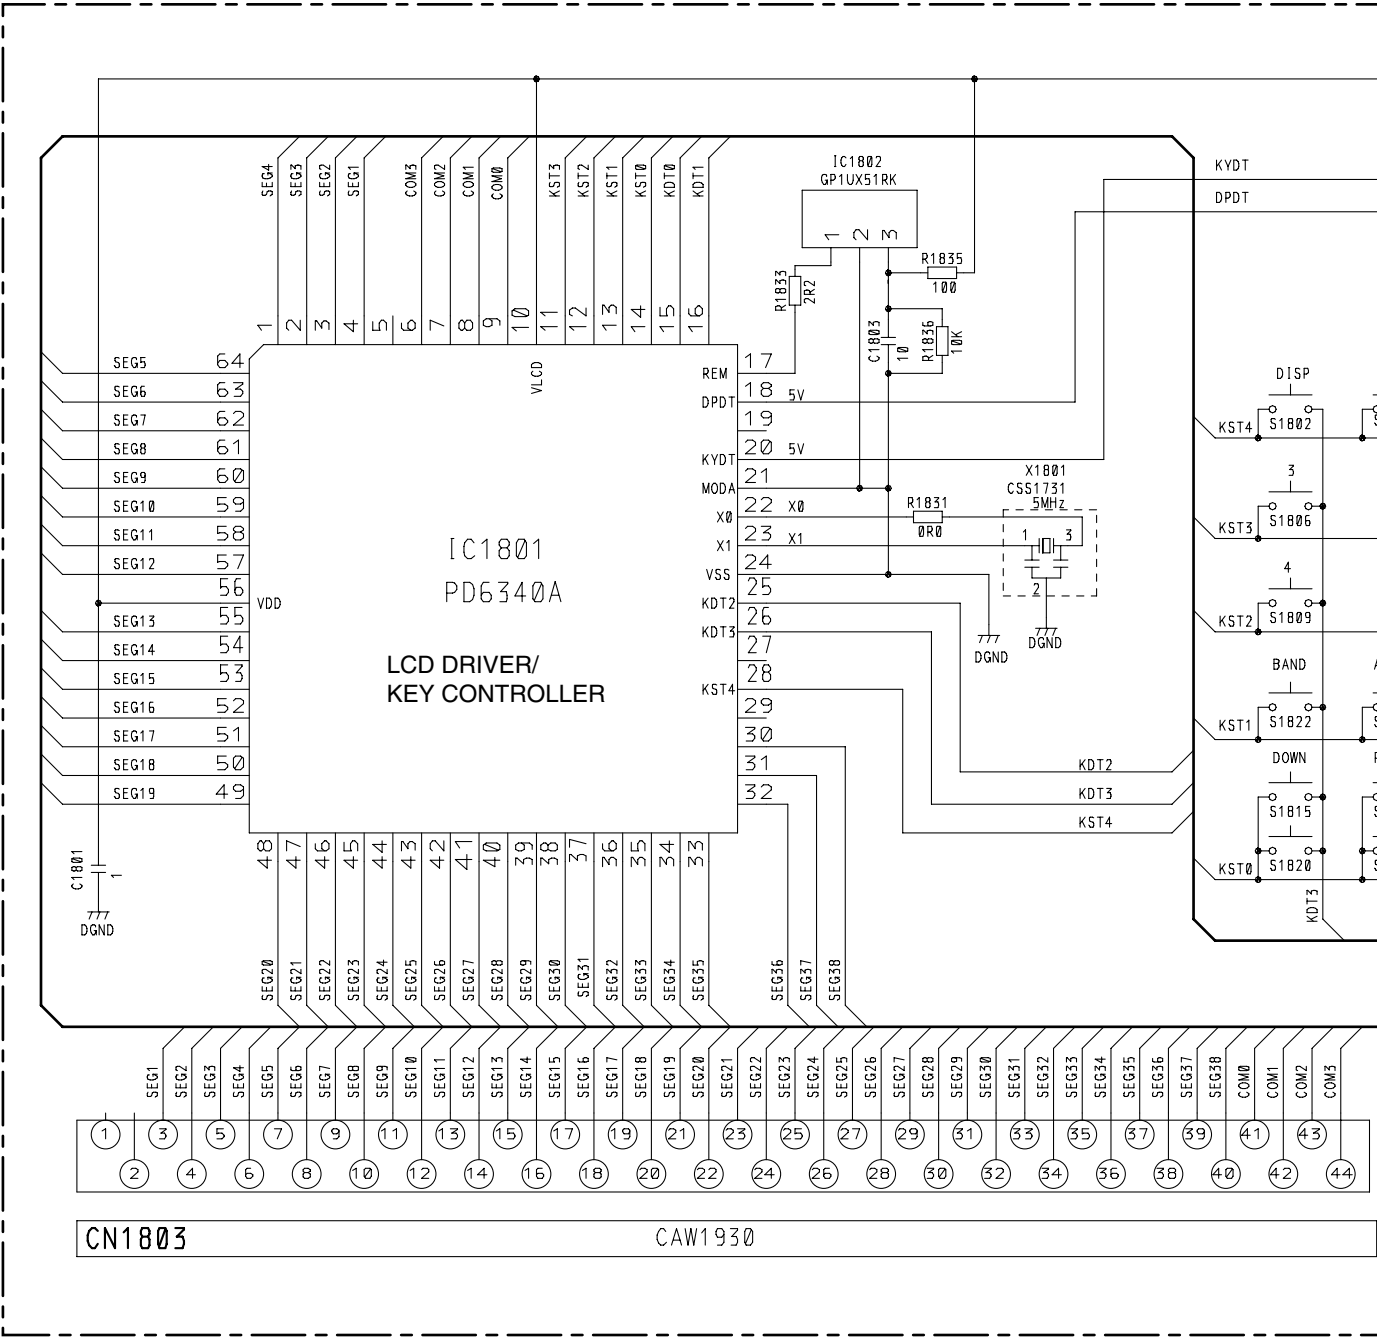 KYDT
DPDT
IC1802
GP1UX51RK
1 2 3
SEG4 SEG3 SEG2 SEG1 COM3 COM2 COM1 COM0 KST3 KST2 KST1 KST0 KDT0 KDT1
1 2 3 4 5 6 7 8 9 10 11 12 13 14 15 16
R1833
2R2
R1835
100
C1803
10
R1836
10K
VLCD
SEG5 64
SEG6 63
SEG7 62
SEG8 61
SEG9 60
SEG10 59
SEG11 58
SEG12 57
56 VDD
SEG13 55
SEG14 54
SEG15 53
SEG16 52
SEG17 51
SEG18 50
SEG19 49
IC1801
PD6340A
LCD DRIVER/
KEY CONTROLLER
REM 17
DPDT 18 5V
19
KYDT 20 5V
MODA 21
X0 22 X0
X1 23 X1
VSS 24
KDT2 25
KDT3 26
27
KST4 28
29
30
31
32
R1831
0R0
X1801
CSS1731
5MHz
1 3
2
DGND
DGND
KDT2
KDT3
KST4
DISP
KST4 S1802
3
KST3 S1806
4
KST2 S1809
BAND
KST1 S1822
DOWN
S1815
KST0 S1820
KDT3
C1801
1
DGND
48 47 46 45 44 43 42 41 40 39 38 37 36 35 34 33
SEG20 SEG21 SEG22 SEG23 SEG24 SEG25 SEG26 SEG27 SEG28 SEG29 SEG30 SEG31 SEG32 SEG33 SEG34 SEG35 SEG36 SEG37 SEG38
SEG1 SEG2 SEG3 SEG4 SEG5 SEG6 SEG7 SEG8 SEG9 SEG10 SEG11 SEG12 SEG13 SEG14 SEG15 SEG16 SEG17 SEG18 SEG19 SEG20 SEG21 SEG22 SEG23 SEG24 SEG25 SEG26 SEG27 SEG28 SEG29 SEG30 SEG31 SEG32 SEG33 SEG34 SEG35 SEG36 SEG37 SEG38 COM0 COM1 COM2 COM3
1 3 5 7 9 11 13 15 17 19 21 23 25 27 29 31 33 35 37 39 41 43
2 4 6 8 10 12 14 16 18 20 22 24 26 28 30 32 34 36 38 40 42 44
CN1803 CAW1930